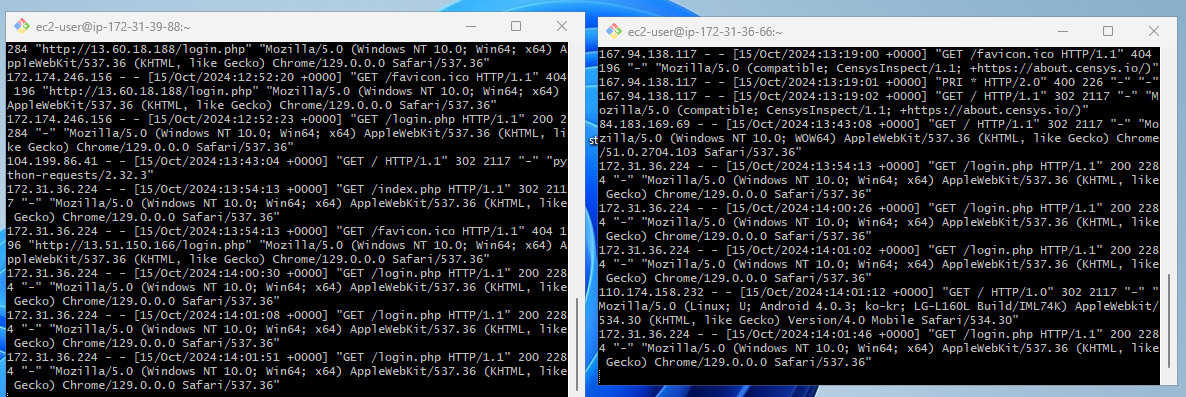 ec2-user@ip-172-31-39-88:~
284 "http://13.60.18.188/login.php" "Mozilla/5.0 (Windows NT 10.0; Win64; x64) A
ppleWebKit/537.36 (KHTML, like Gecko) Chrome/129.0.0.0 Safari/537.36"
172.174.246.156 - - [15/Oct/2024:12:52:20 +0000] "GET /favicon.ico HTTP/1.1" 404
 196 "http://13.60.18.188/login.php" "Mozilla/5.0 (Windows NT 10.0; Win64; x64)
AppleWebKit/537.36 (KHTML, like Gecko) Chrome/129.0.0.0 Safari/537.36"
172.174.246.156 - - [15/Oct/2024:12:52:23 +0000] "GET /login.php HTTP/1.1" 200 2
284 "-" "Mozilla/5.0 (Windows NT 10.0; Win64; x64) AppleWebKit/537.36 (KHTML, li
ke Gecko) Chrome/129.0.0.0 Safari/537.36"
104.199.86.41 - - [15/Oct/2024:13:43:04 +0000] "GET / HTTP/1.1" 302 2117 "-" "py
thon-requests/2.32.3"
172.31.36.224 - - [15/Oct/2024:13:54:13 +0000] "GET /index.php HTTP/1.1" 302 211
7 "-" "Mozilla/5.0 (Windows NT 10.0; Win64; x64) AppleWebKit/537.36 (KHTML, like
 Gecko) Chrome/129.0.0.0 Safari/537.36"
172.31.36.224 - - [15/Oct/2024:13:54:13 +0000] "GET /favicon.ico HTTP/1.1" 404 1
96 "http://13.51.150.166/login.php" "Mozilla/5.0 (Windows NT 10.0; Win64; x64) A
ppleWebKit/537.36 (KHTML, like Gecko) Chrome/129.0.0.0 Safari/537.36"
172.31.36.224 - - [15/Oct/2024:14:00:30 +0000] "GET /login.php HTTP/1.1" 200 228
4 "-" "Mozilla/5.0 (Windows NT 10.0; Win64; x64) AppleWebKit/537.36 (KHTML, like
 Gecko) Chrome/129.0.0.0 Safari/537.36"
172.31.36.224 - - [15/Oct/2024:14:01:08 +0000] "GET /login.php HTTP/1.1" 200 228
4 "-" "Mozilla/5.0 (Windows NT 10.0; Win64; x64) AppleWebKit/537.36 (KHTML, like
 Gecko) Chrome/129.0.0.0 Safari/537.36"
172.31.36.224 - - [15/Oct/2024:14:01:51 +0000] "GET /login.php HTTP/1.1" 200 228
4 "-" "Mozilla/5.0 (Windows NT 10.0; Win64; x64) AppleWebKit/537.36 (KHTML, like
 Gecko) Chrome/129.0.0.0 Safari/537.36"
st
ec2-user@ip-172-31-36-66:~
167.94.138.117 - - [15/Oct/2024:13:19:00 +0000] "GET /favicon.ico HTTP/1.1" 404
196 "-" "Mozilla/5.0 (compatible; CensysInspect/1.1; +https://about.censys.io/)"
167.94.138.117 - - [15/Oct/2024:13:19:01 +0000] "PRI * HTTP/2.0" 400 226 "-" "-"
167.94.138.117 - - [15/Oct/2024:13:19:02 +0000] "GET / HTTP/1.1" 302 2117 "-" "M
ozilla/5.0 (compatible; CensysInspect/1.1; +https://about.censys.io/)"
84.183.169.69 - - [15/Oct/2024:13:43:08 +0000] "GET / HTTP/1.1" 302 2117 "-" "Mo
zilla/5.0 (Windows NT 10.0; WOW64) AppleWebKit/537.36 (KHTML, like Gecko) Chrome
/51.0.2704.103 Safari/537.36"
172.31.36.224 - - [15/Oct/2024:13:54:13 +0000] "GET /login.php HTTP/1.1" 200 228
4 "-" "Mozilla/5.0 (Windows NT 10.0; Win64; x64) AppleWebKit/537.36 (KHTML, like
 Gecko) Chrome/129.0.0.0 Safari/537.36"
172.31.36.224 - - [15/Oct/2024:14:00:26 +0000] "GET /login.php HTTP/1.1" 200 228
4 "-" "Mozilla/5.0 (Windows NT 10.0; Win64; x64) AppleWebKit/537.36 (KHTML, like
 Gecko) Chrome/129.0.0.0 Safari/537.36"
172.31.36.224 - - [15/Oct/2024:14:01:02 +0000] "GET /login.php HTTP/1.1" 200 228
4 "-" "Mozilla/5.0 (Windows NT 10.0; Win64; x64) AppleWebKit/537.36 (KHTML, like
 Gecko) Chrome/129.0.0.0 Safari/537.36"
110.174.158.232 - - [15/Oct/2024:14:01:12 +0000] "GET / HTTP/1.0" 302 2117 "-" "
Mozilla/5.0 (Linux; U; Android 4.0.3; ko-kr; LG-L160L Build/IML74K) AppleWebkit/
534.30 (KHTML, like Gecko) Version/4.0 Mobile Safari/534.30"
172.31.36.224 - - [15/Oct/2024:14:01:46 +0000] "GET /login.php HTTP/1.1" 200 228
4 "-" "Mozilla/5.0 (Windows NT 10.0; Win64; x64) AppleWebKit/537.36 (KHTML, like
 Gecko) Chrome/129.0.0.0 Safari/537.36"